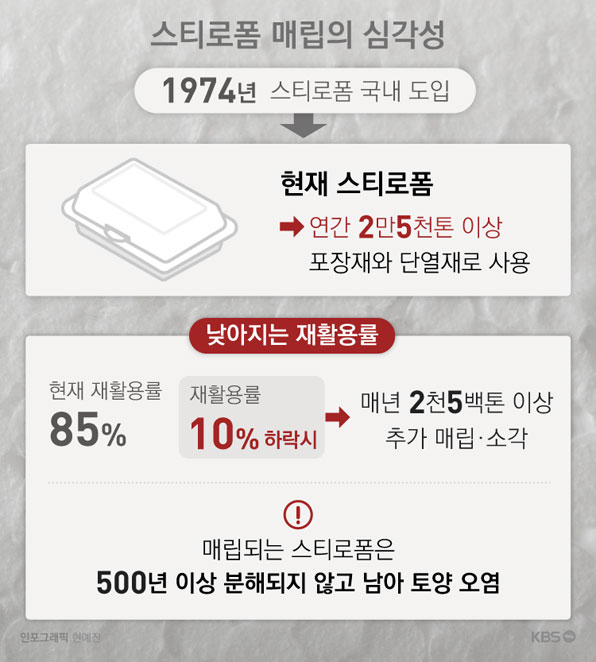 스티로폼 매립의 심각성
1974년 스티로폼 국내 도입
현재 스티로폼
연간 2만5천톤 이상
포장재와 단열재로 사용
낮아지는 재활용률
현재 재활용률
85%
재활용률
10% 하락시
매년 2천5백톤 이상
추가 매립·소각
매립되는 스티로폼은
500년 이상 분해되지 않고 남아 토양 오염
인포그래픽 현예진
KBS